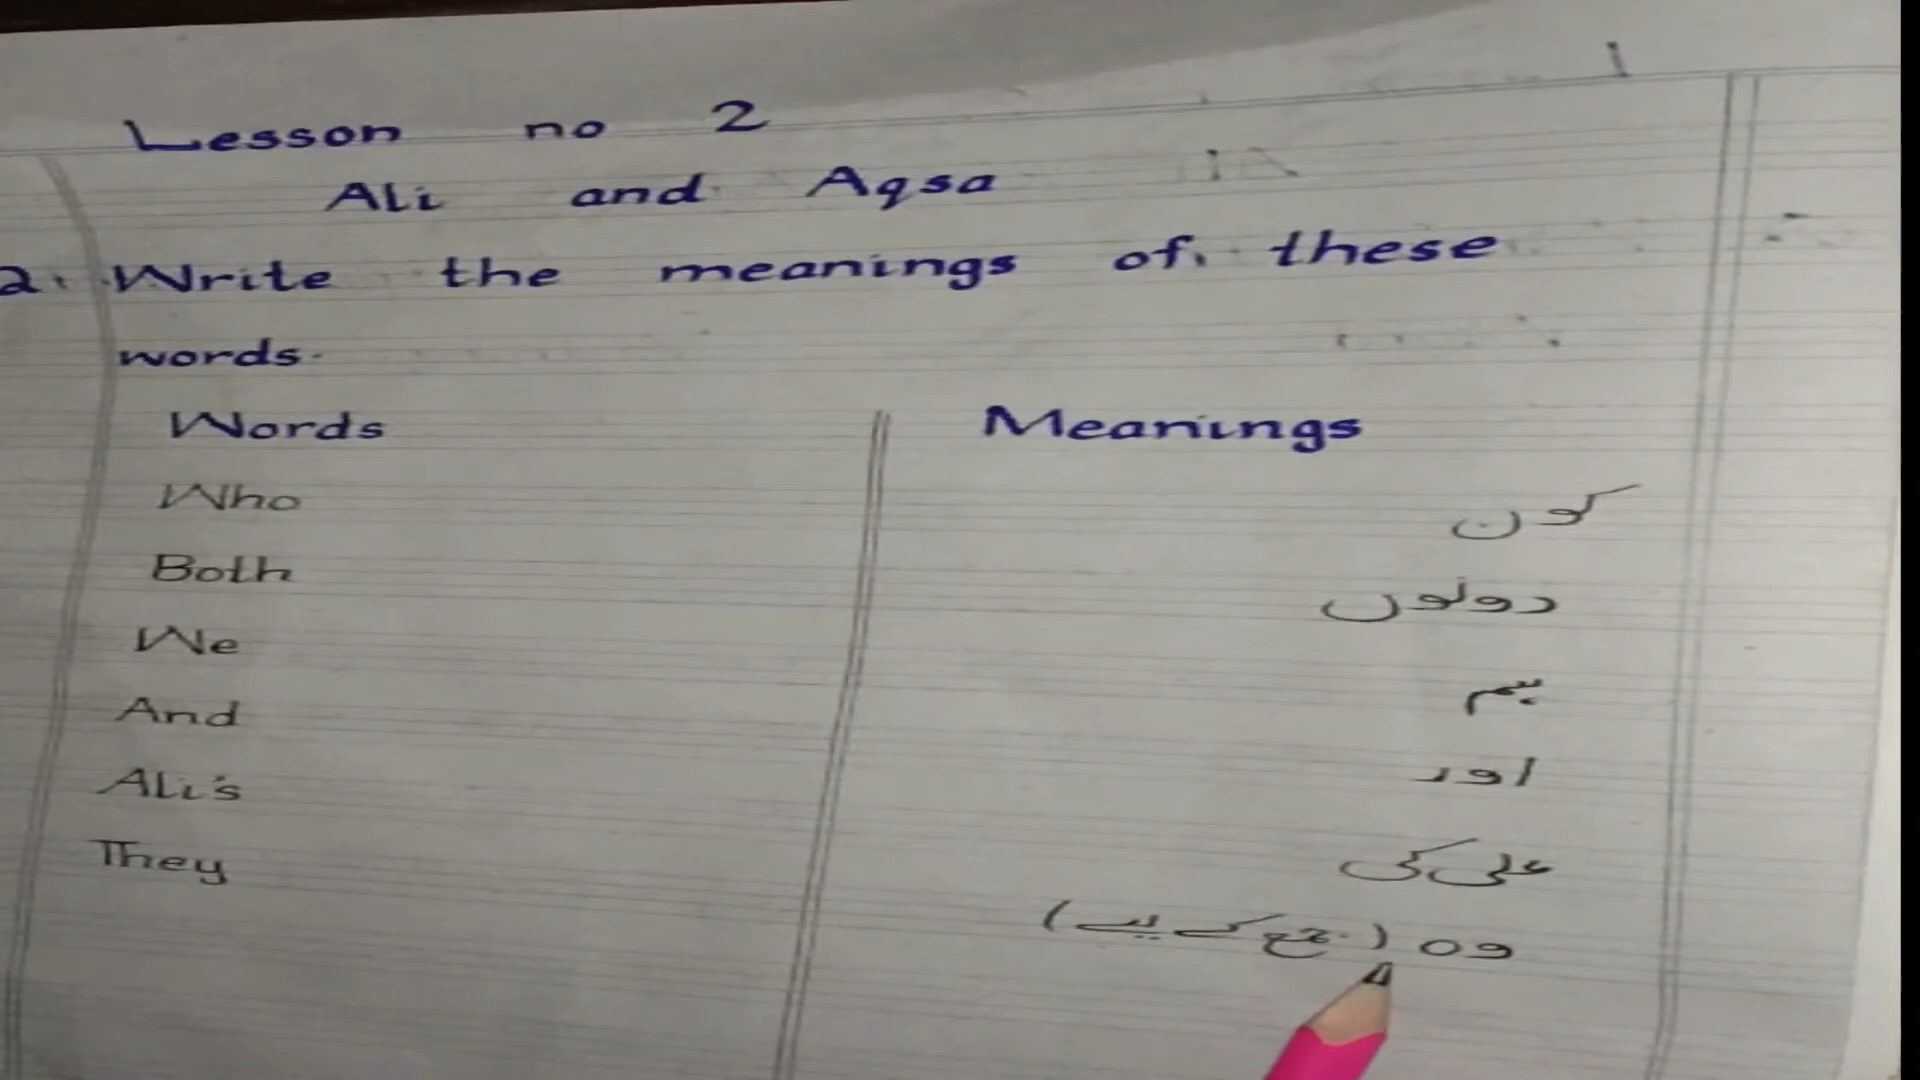 Lesson no 2
Ali and Aqsa
2. Write the meanings of these
words.
Words Meanings
Who کون
Both دونوں
We ہم
And اور
Ali's علی کی
They وہ (جمع کے لیے)